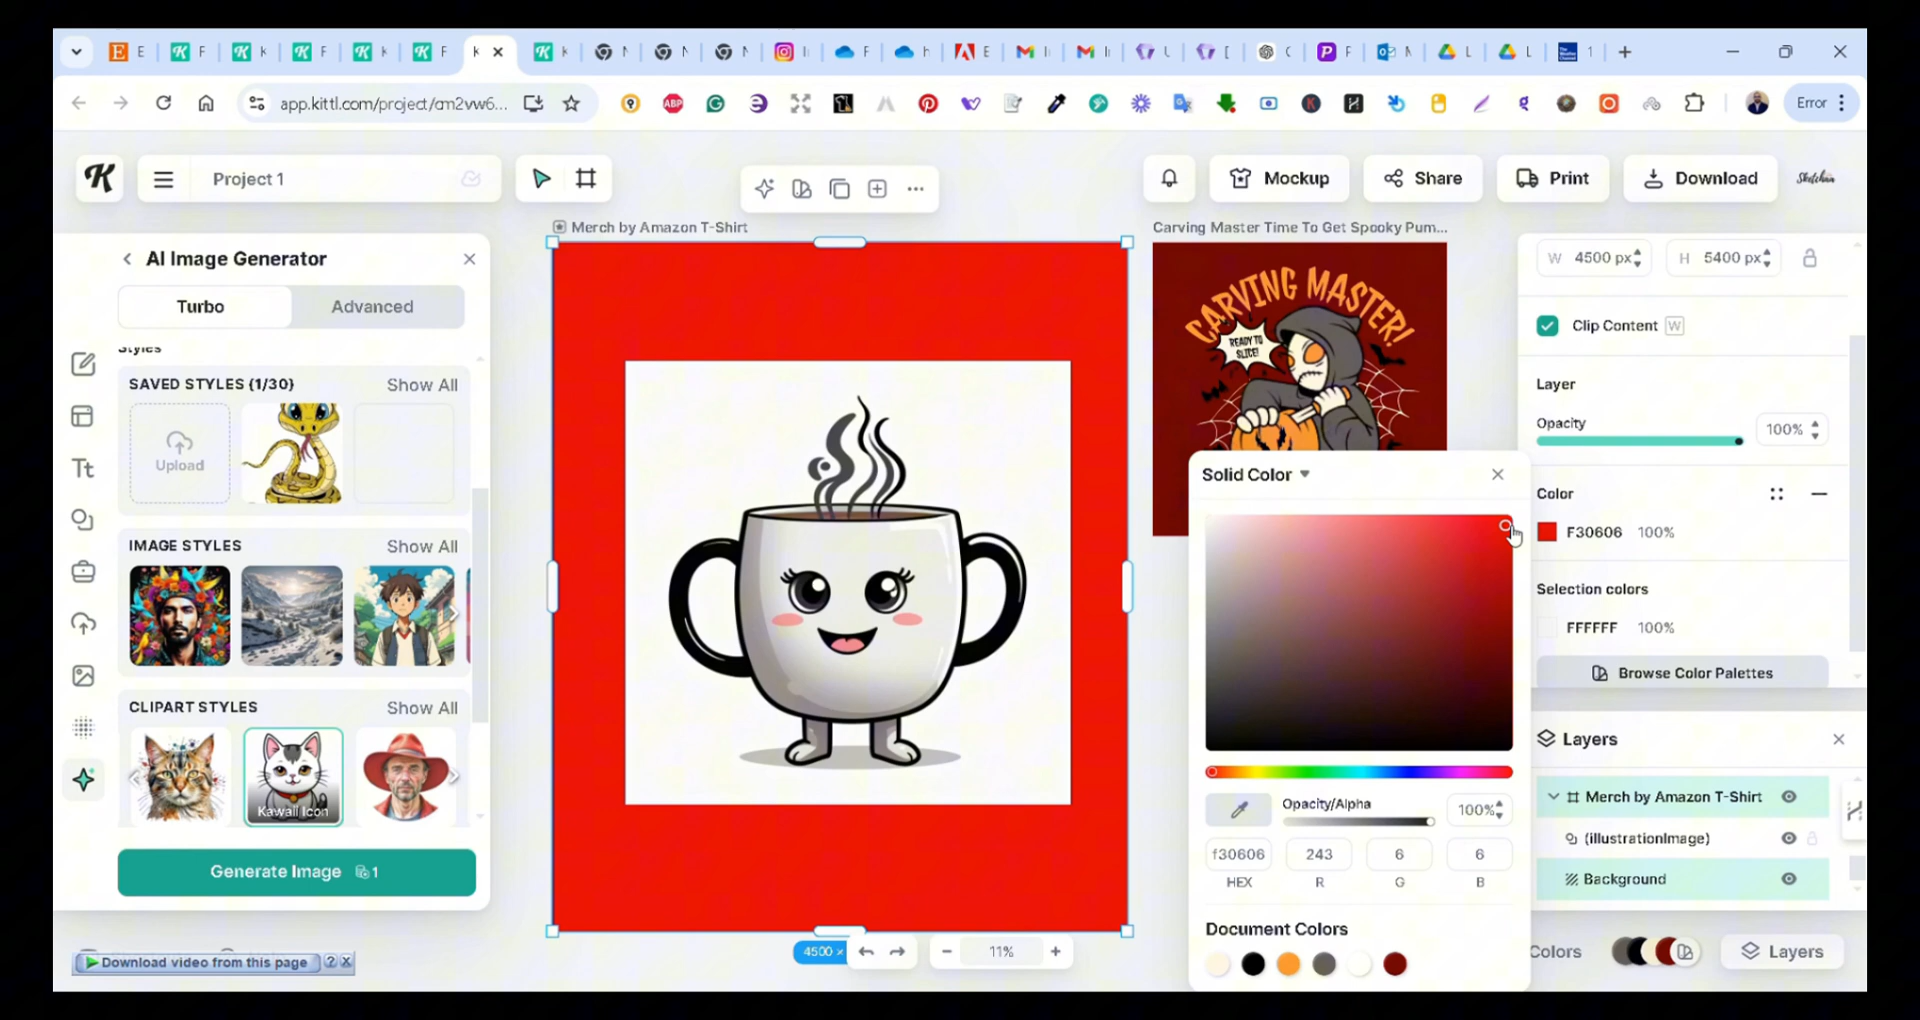 app.kittl.com/project/cm2vw6...
ABP
Error
Project 1
Mockup
Share
Print
Download
Sketchan
Merch by Amazon T-Shirt
Carving Master Time To Get Spooky Pum...
AI Image Generator
Turbo
Advanced
Styles
SAVED STYLES (1/30)
Show All
Upload
IMAGE STYLES
Show All
CLIPART STYLES
Show All
Kawaii Icon
Generate Image 1
Download video from this page
CARVING MASTER!
READY TO
SLICE!
Solid Color
Opacity/Alpha
100%
f30606 243 6 6
HEX R G B
Document Colors
4500 ×
11%
W 4500 px
H 5400 px
Clip Content W
Layer
Opacity
100%
Color
F30606 100%
Selection colors
FFFFFF 100%
Browse Color Palettes
Layers
Merch by Amazon T-Shirt
(illustrationImage)
Background
Colors
Layers